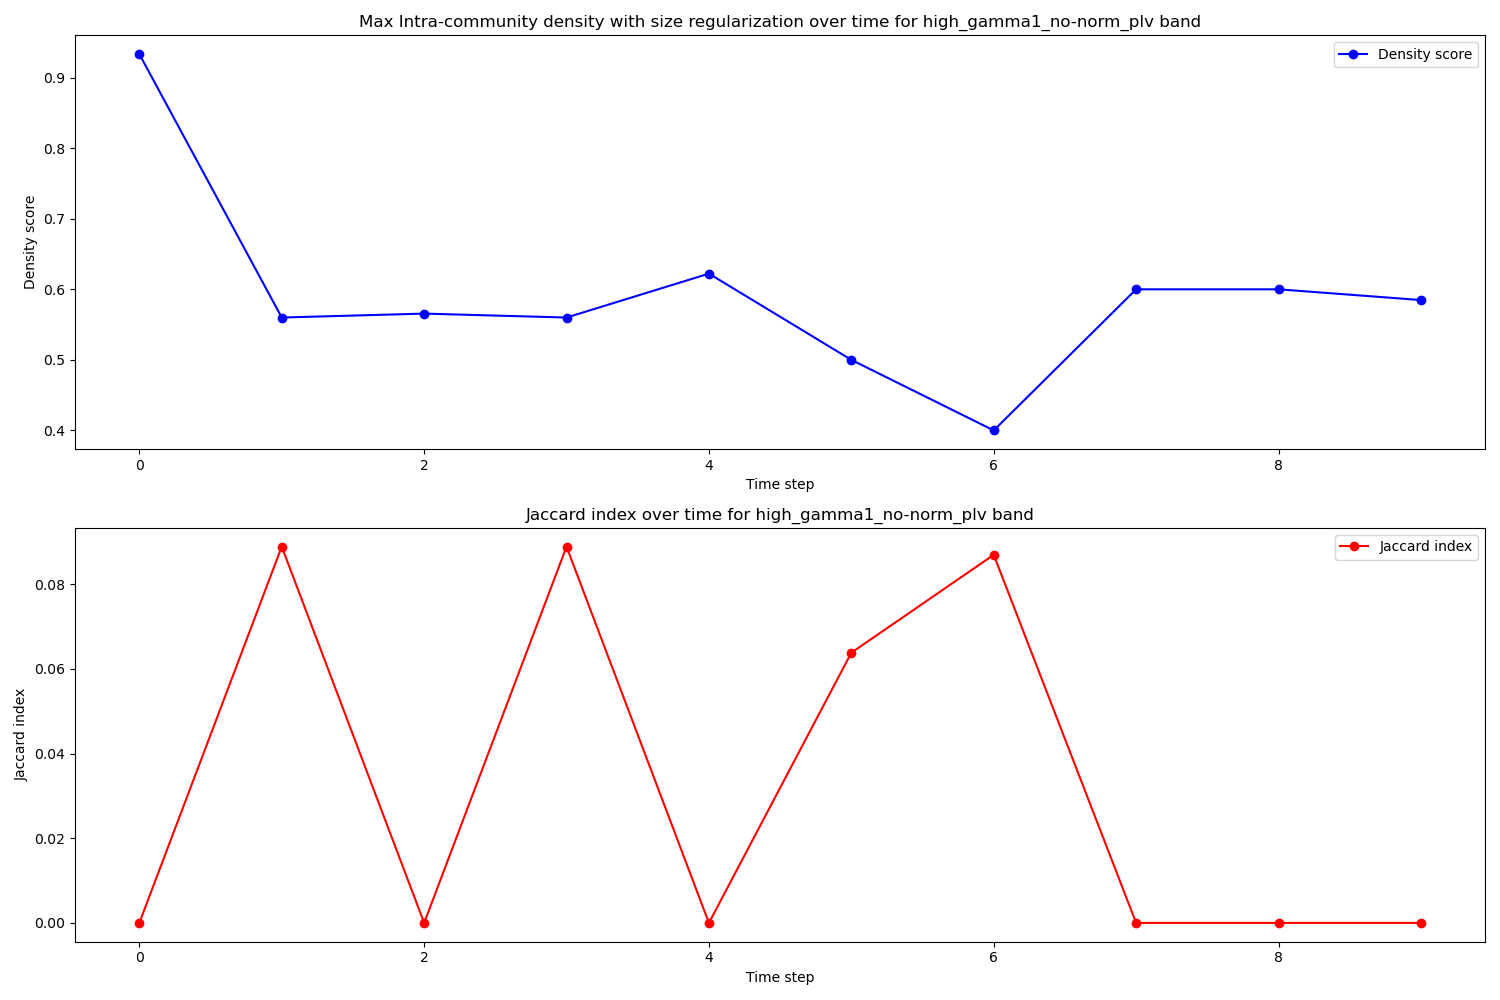 Max Intra-community density with size regularization over time for high_gamma1_no-norm_plv band
Density score
Density score
0.9
0.8
0.7
0.6
0.5
0.4
0 2 4 6 8
Time step
Jaccard index over time for high_gamma1_no-norm_plv band
Jaccard index
Jaccard index
0.08
0.06
0.04
0.02
0.00
0 2 4 6 8
Time step